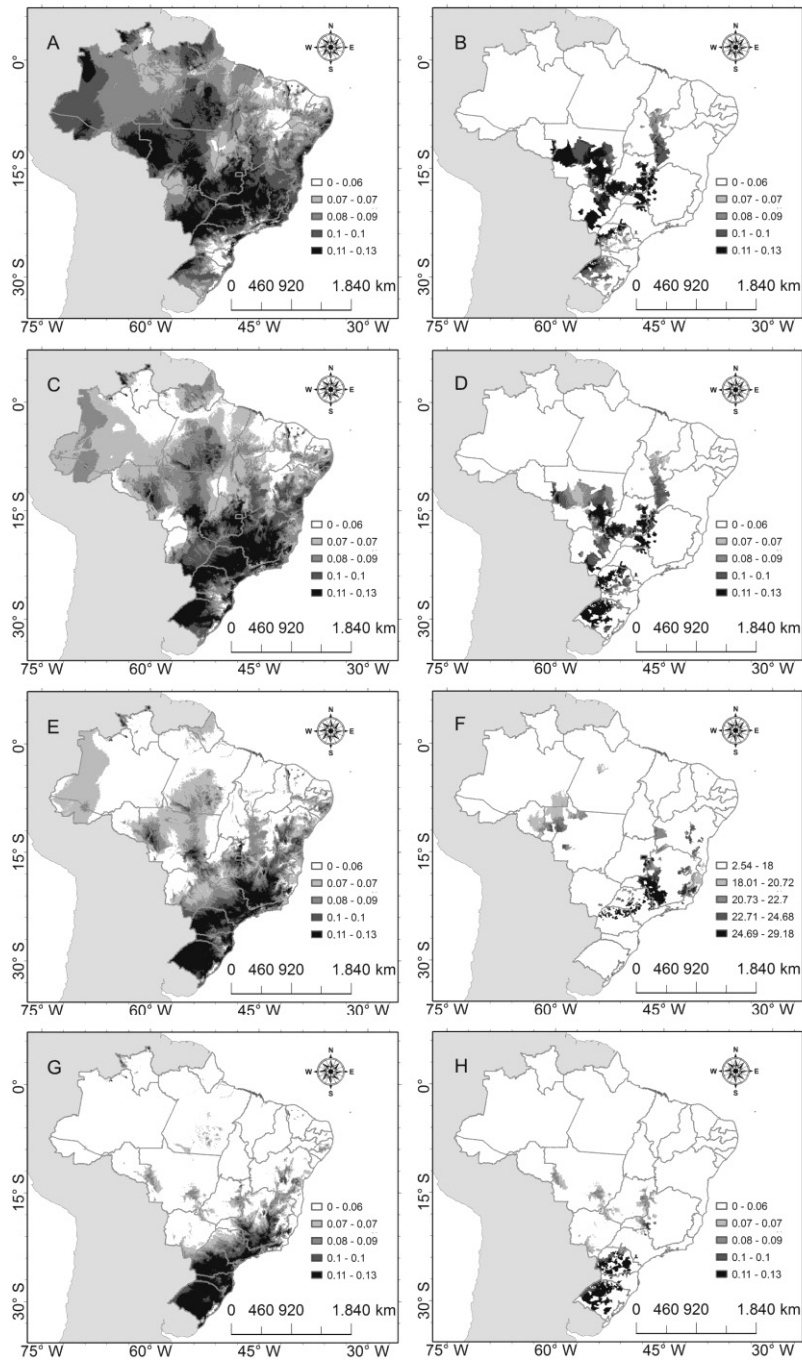 A
N
W E
S
0°
15° S
30° S
0 - 0.06
0.07 - 0.07
0.08 - 0.09
0.1 - 0.1
0.11 - 0.13
0 460 920 1.840 km
75° W 60° W 45° W 30° W
B
N
W E
S
0°
15° S
30° S
0 - 0.06
0.07 - 0.07
0.08 - 0.09
0.1 - 0.1
0.11 - 0.13
0 460 920 1.840 km
75° W 60° W 45° W 30° W
C
N
W E
S
0°
15° S
30° S
0 - 0.06
0.07 - 0.07
0.08 - 0.09
0.1 - 0.1
0.11 - 0.13
0 460 920 1.840 km
75° W 60° W 45° W 30° W
D
N
W E
S
0°
15° S
30° S
0 - 0.06
0.07 - 0.07
0.08 - 0.09
0.1 - 0.1
0.11 - 0.13
0 460 920 1.840 km
75° W 60° W 45° W 30° W
E
N
W E
S
0°
15° S
30° S
0 - 0.06
0.07 - 0.07
0.08 - 0.09
0.1 - 0.1
0.11 - 0.13
0 460 920 1.840 km
75° W 60° W 45° W 30° W
F
N
W E
S
0°
15° S
30° S
2.54 - 18
18.01 - 20.72
20.73 - 22.7
22.71 - 24.68
24.69 - 29.18
0 460 920 1.840 km
75° W 60° W 45° W 30° W
G
N
W E
S
0°
15° S
30° S
0 - 0.06
0.07 - 0.07
0.08 - 0.09
0.1 - 0.1
0.11 - 0.13
0 460 920 1.840 km
75° W 60° W 45° W 30° W
H
N
W E
S
0°
15° S
30° S
0 - 0.06
0.07 - 0.07
0.08 - 0.09
0.1 - 0.1
0.11 - 0.13
0 460 920 1.840 km
75° W 60° W 45° W 30° W